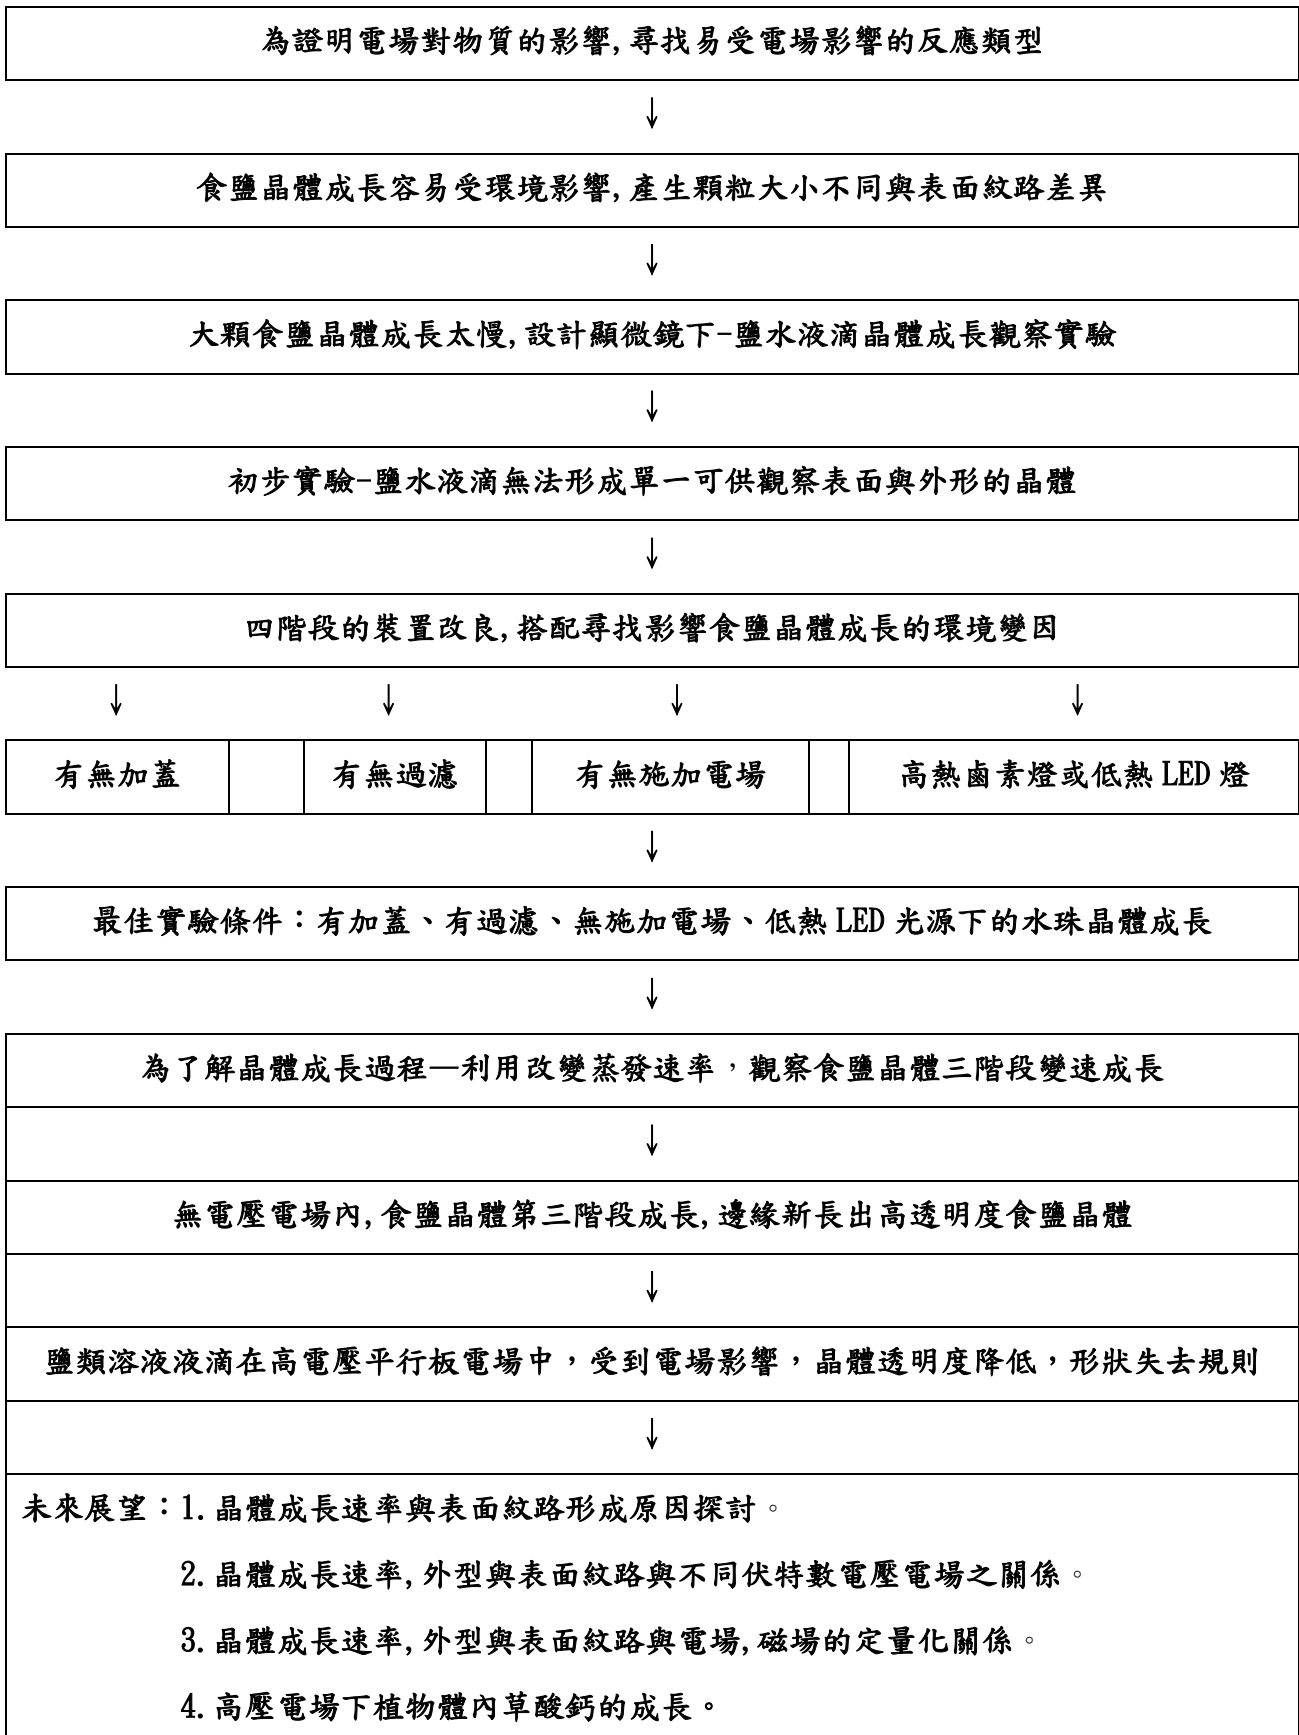 為證明電場對物質的影響,尋找易受電場影響的反應類型
↓
食鹽晶體成長容易受環境影響,產生顆粒大小不同與表面紋路差異
↓
大顆食鹽晶體成長太慢,設計顯微鏡下-鹽水液滴晶體成長觀察實驗
↓
初步實驗-鹽水液滴無法形成單一可供觀察表面與外形的晶體
↓
四階段的裝置改良,搭配尋找影響食鹽晶體成長的環境變因
↓ ↓ ↓ ↓
有無加蓋 有無過濾 有無施加電場 高熱鹵素燈或低熱 LED 燈
↓
最佳實驗條件：有加蓋、有過濾、無施加電場、低熱 LED 光源下的水珠晶體成長
↓
為了解晶體成長過程—利用改變蒸發速率，觀察食鹽晶體三階段變速成長
↓
無電壓電場內,食鹽晶體第三階段成長,邊緣新長出高透明度食鹽晶體
↓
鹽類溶液液滴在高電壓平行板電場中，受到電場影響，晶體透明度降低，形狀失去規則
↓
未來展望：1.晶體成長速率與表面紋路形成原因探討。
2.晶體成長速率,外型與表面紋路與不同伏特數電壓電場之關係。
3.晶體成長速率,外型與表面紋路與電場,磁場的定量化關係。
4.高壓電場下植物體內草酸鈣的成長。